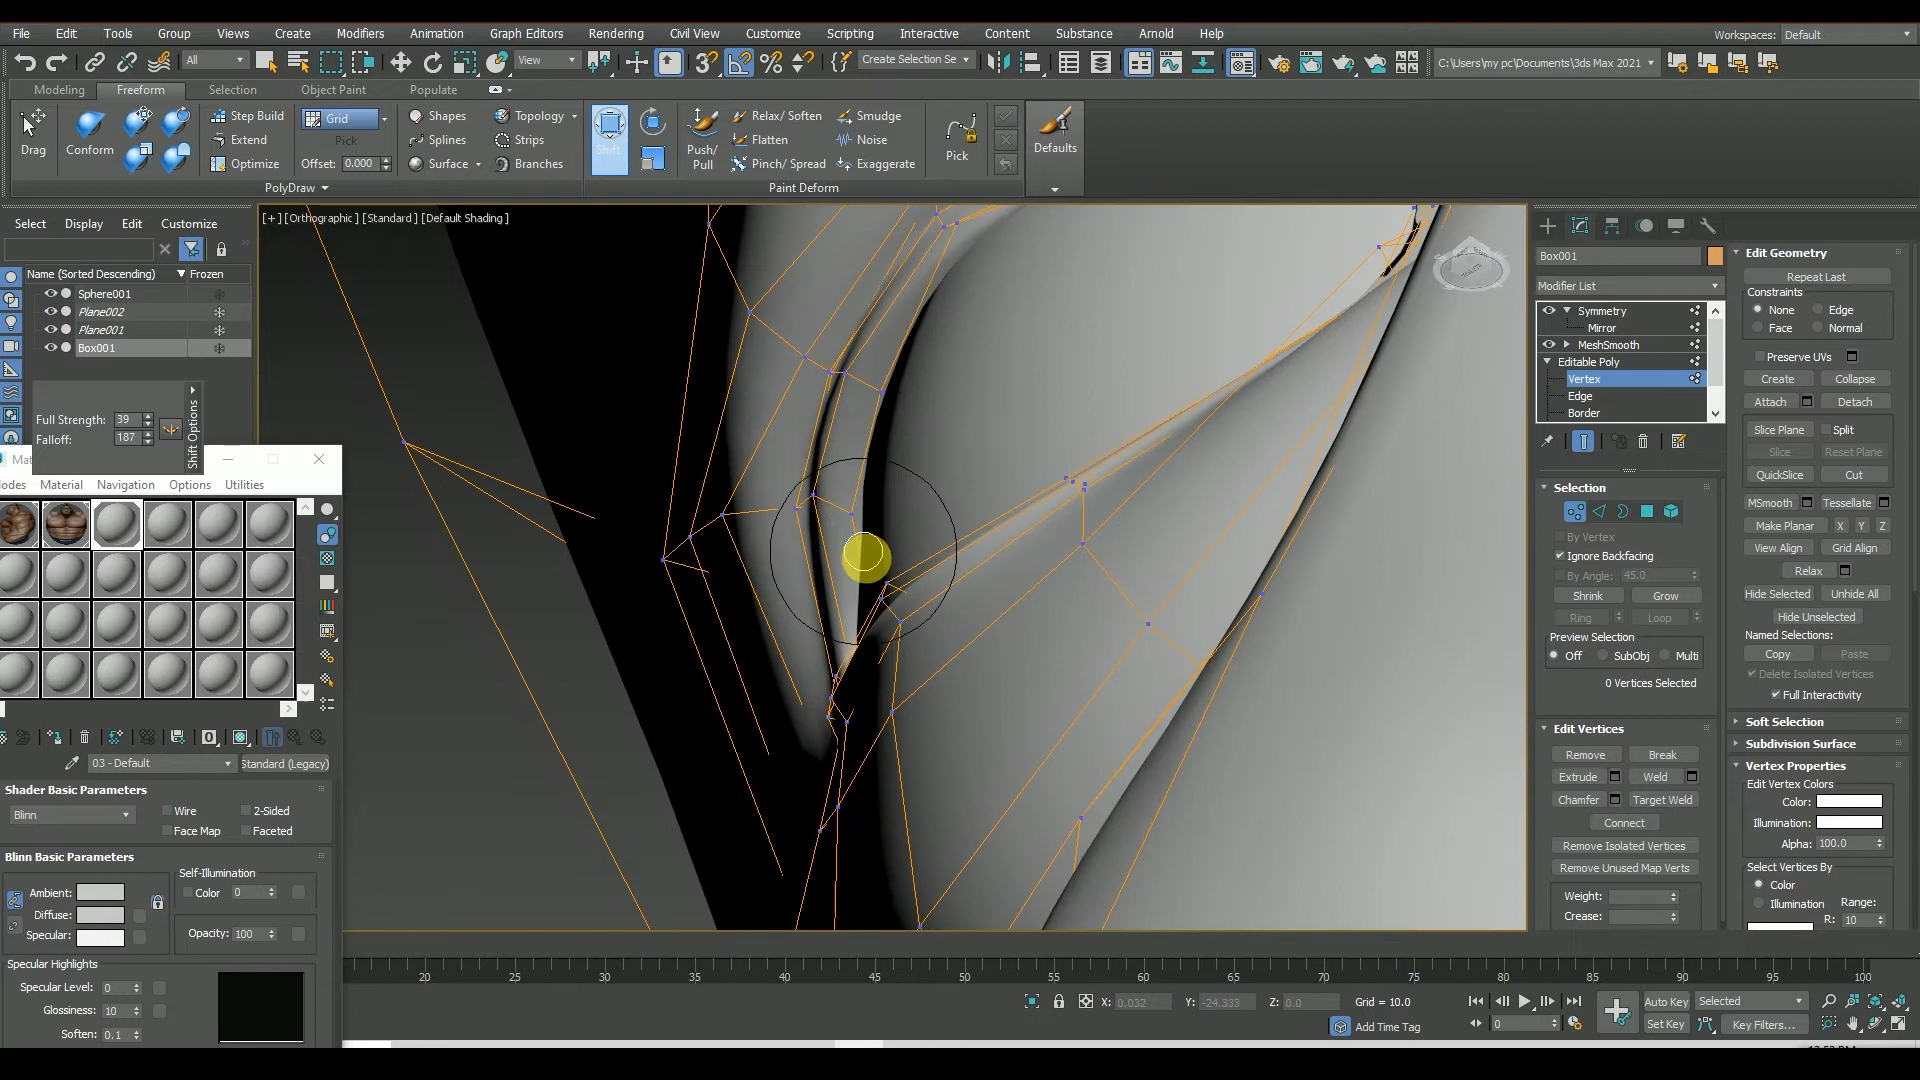 File Edit Tools Group Views Create Modifiers Animation Graph Editors Rendering Civil View Customize Scripting Interactive Content Substance Arnold Help
Workspaces: Default
All View Create Selection Se C:\Users\my pc\Documents\3ds Max 2021
Modeling Freeform Selection Object Paint Populate
Drag Conform Step Build Extend Optimize Grid Pick Offset: 0.000 Shapes Splines Surface Topology Strips Branches
Shift Push/ Pull Relax/ Soften Flatten Pinch/ Spread Smudge Noise Exaggerate Pick Defaults
PolyDraw Paint Deform
Select Display Edit Customize
[+] [Orthographic] [Standard] [Default Shading]
Name (Sorted Descending) Frozen
Sphere001
Plane002
Plane001
Box001
Full Strength: 39
Falloff: 187
Shift Options
Material Navigation Options Utilities
03 - Default Standard (Legacy)
Shader Basic Parameters
Blinn Wire 2-Sided
Face Map Faceted
Blinn Basic Parameters
Self-Illumination
Ambient: Color 0
Diffuse:
Specular: Opacity: 100
Specular Highlights
Specular Level: 0
Glossiness: 10
Soften: 0.1
Box001
Modifier List
Symmetry
Mirror
MeshSmooth
Editable Poly
Vertex
Edge
Border
Selection
By Vertex
Ignore Backfacing
By Angle: 45.0
Shrink Grow
Ring Loop
Preview Selection
Off SubObj Multi
0 Vertices Selected
Edit Vertices
Remove Break
Extrude Weld
Chamfer Target Weld
Connect
Remove Isolated Vertices
Remove Unused Map Verts
Weight:
Crease:
Edit Geometry
Repeat Last
Constraints
None Edge
Face Normal
Preserve UVs
Create Collapse
Attach Detach
Slice Plane Split
Slice Reset Plane
QuickSlice Cut
MSmooth Tessellate
Make Planar X Y Z
View Align Grid Align
Relax
Hide Selected Unhide All
Hide Unselected
Named Selections:
Copy Paste
Delete Isolated Vertices
Full Interactivity
Soft Selection
Subdivision Surface
Vertex Properties
Edit Vertex Colors
Color:
Illumination:
Alpha: 100.0
Select Vertices By
Color
Illumination Range:
R: 10
20 25 30 35 40 45 50 55 60 65 70 75 80 85 90 95 100
X: 0.032 Y: -24.333 Z: 0.0 Grid = 10.0
Add Time Tag
0
Auto Key Selected
Set Key Key Filters...